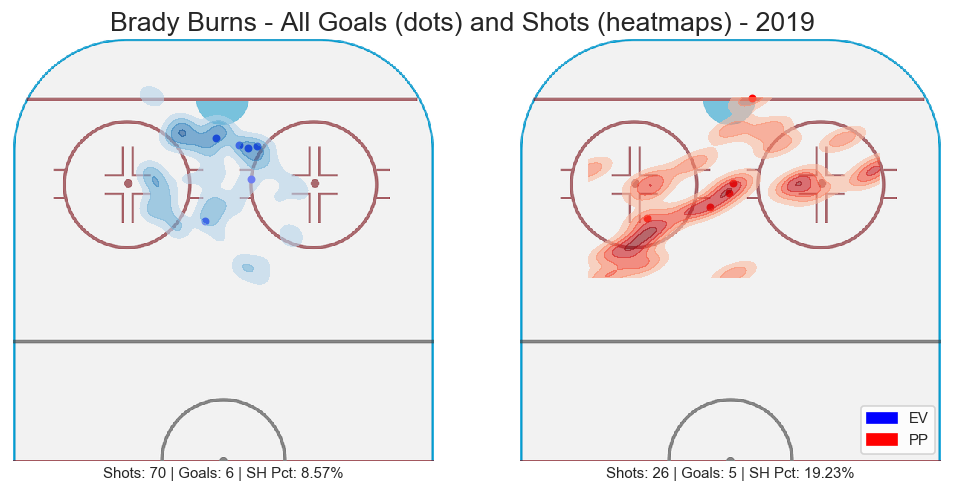 Brady Burns - All Goals (dots) and Shots (heatmaps) - 2019
EV
PP
Shots: 70 | Goals: 6 | SH Pct: 8.57%
Shots: 26 | Goals: 5 | SH Pct: 19.23%